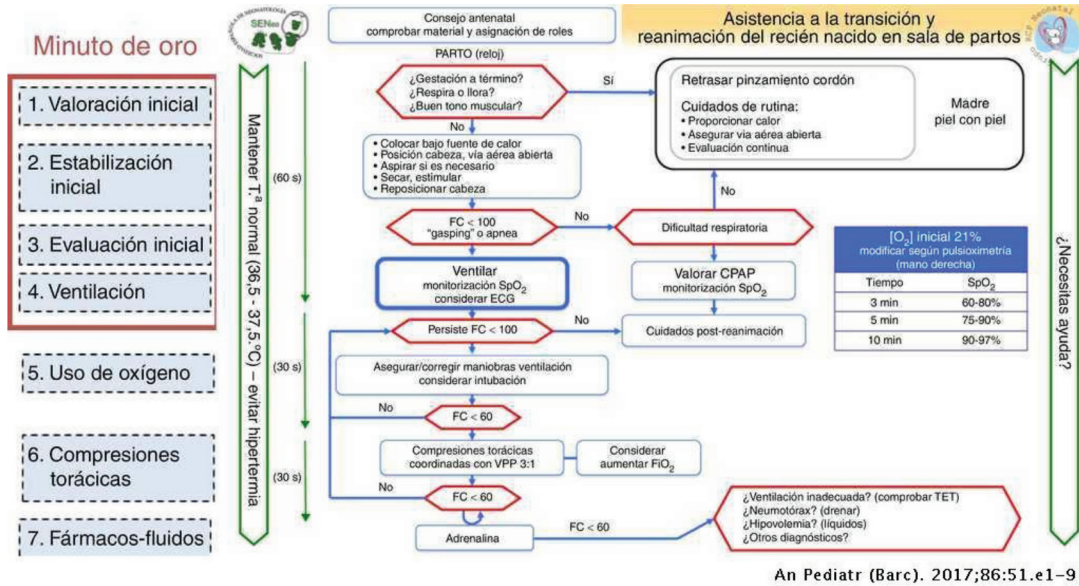 Minuto de oro
1. Valoración inicial
2. Estabilización
inicial
3. Evaluación inicial
4. Ventilación
5. Uso de oxígeno
6. Compresiones
torácicas
7. Fármacos-fluidos
SENeo
Mantener T.ª normal (36,5 - 37,5.ºC) – evitar hipertermia
(60 s)
(30 s)
(30 s)
Consejo antenatal
comprobar material y asignación de roles
PARTO (reloj)
¿Gestación a término?
¿Respira o llora?
¿Buen tono muscular?
Sí
No
• Colocar bajo fuente de calor
• Posición cabeza, vía aérea abierta
• Aspirar si es necesario
• Secar, estimular
• Reposicionar cabeza
FC < 100
“gasping” o apnea
No
Ventilar
monitorización SpO2
considerar ECG
Persiste FC < 100
No
Asegurar/corregir maniobras ventilación
considerar intubación
No
FC < 60
Compresiones torácicas
coordinadas con VPP 3:1
Considerar
aumentar FiO2
No
FC < 60
Adrenalina
FC < 60
Asistencia a la transición y
reanimación del recién nacido en sala de partos
Retrasar pinzamiento cordón
Cuidados de rutina:
• Proporcionar calor
• Asegurar via aérea abierta
• Evaluación continua
Madre
piel con piel
No
Dificultad respiratoria
Valorar CPAP
monitorización SpO2
Cuidados post-reanimación
[O2] inicial 21%
modificar según pulsioximetría
(mano derecha)
Tiempo SpO2
3 min 60-80%
5 min 75-90%
10 min 90-97%
¿Ventilación inadecuada? (comprobar TET)
¿Neumotórax? (drenar)
¿Hipovolemia? (líquidos)
¿Otros diagnósticos?
¿Necesitas ayuda?
An Pediatr (Barc). 2017;86:51.e1-9